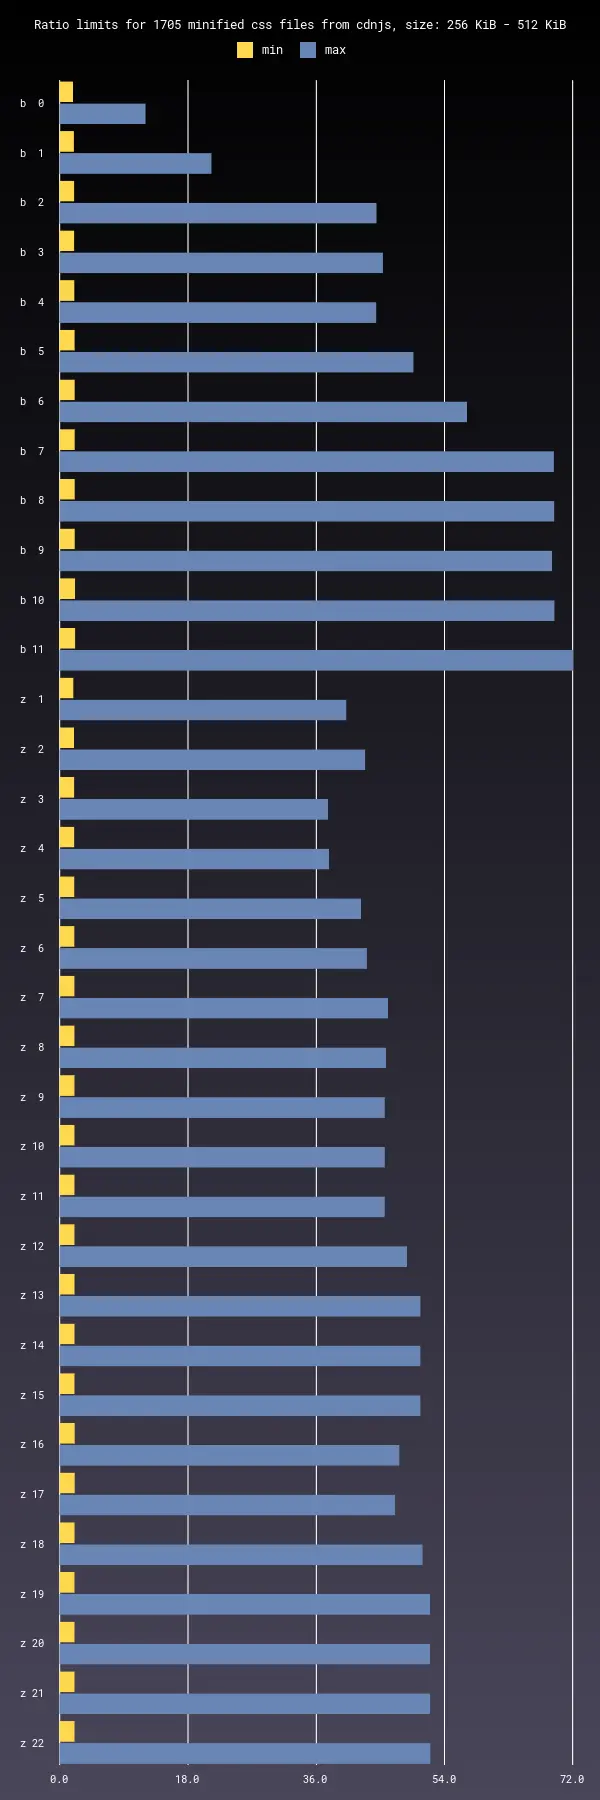 Ratio limits for 1705 minified css files from cdnjs, size: 256 KiB - 512 KiB
min max
b 0
b 1
b 2
b 3
b 4
b 5
b 6
b 7
b 8
b 9
b 10
b 11
z 1
z 2
z 3
z 4
z 5
z 6
z 7
z 8
z 9
z 10
z 11
z 12
z 13
z 14
z 15
z 16
z 17
z 18
z 19
z 20
z 21
z 22
0.0 18.0 36.0 54.0 72.0